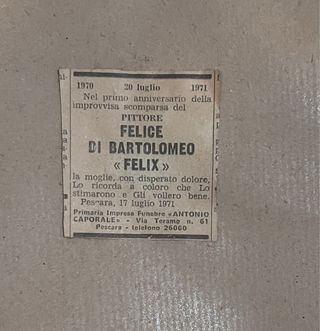 1970 20 luglio 1971
Nel primo anniversario della
improvvisa scomparsa del
PITTORE
FELICE
DI BARTOLOMEO
« FELIX »
la moglie, con disperato dolore,
Lo ricorda a coloro che Lo
stimarono e Gli vollero bene.
Pescara, 17 luglio 1971
Primaria Impresa Funebre «ANTONIO
CAPORALE» - Via Teramo n. 61
Pescara - telefono 26060